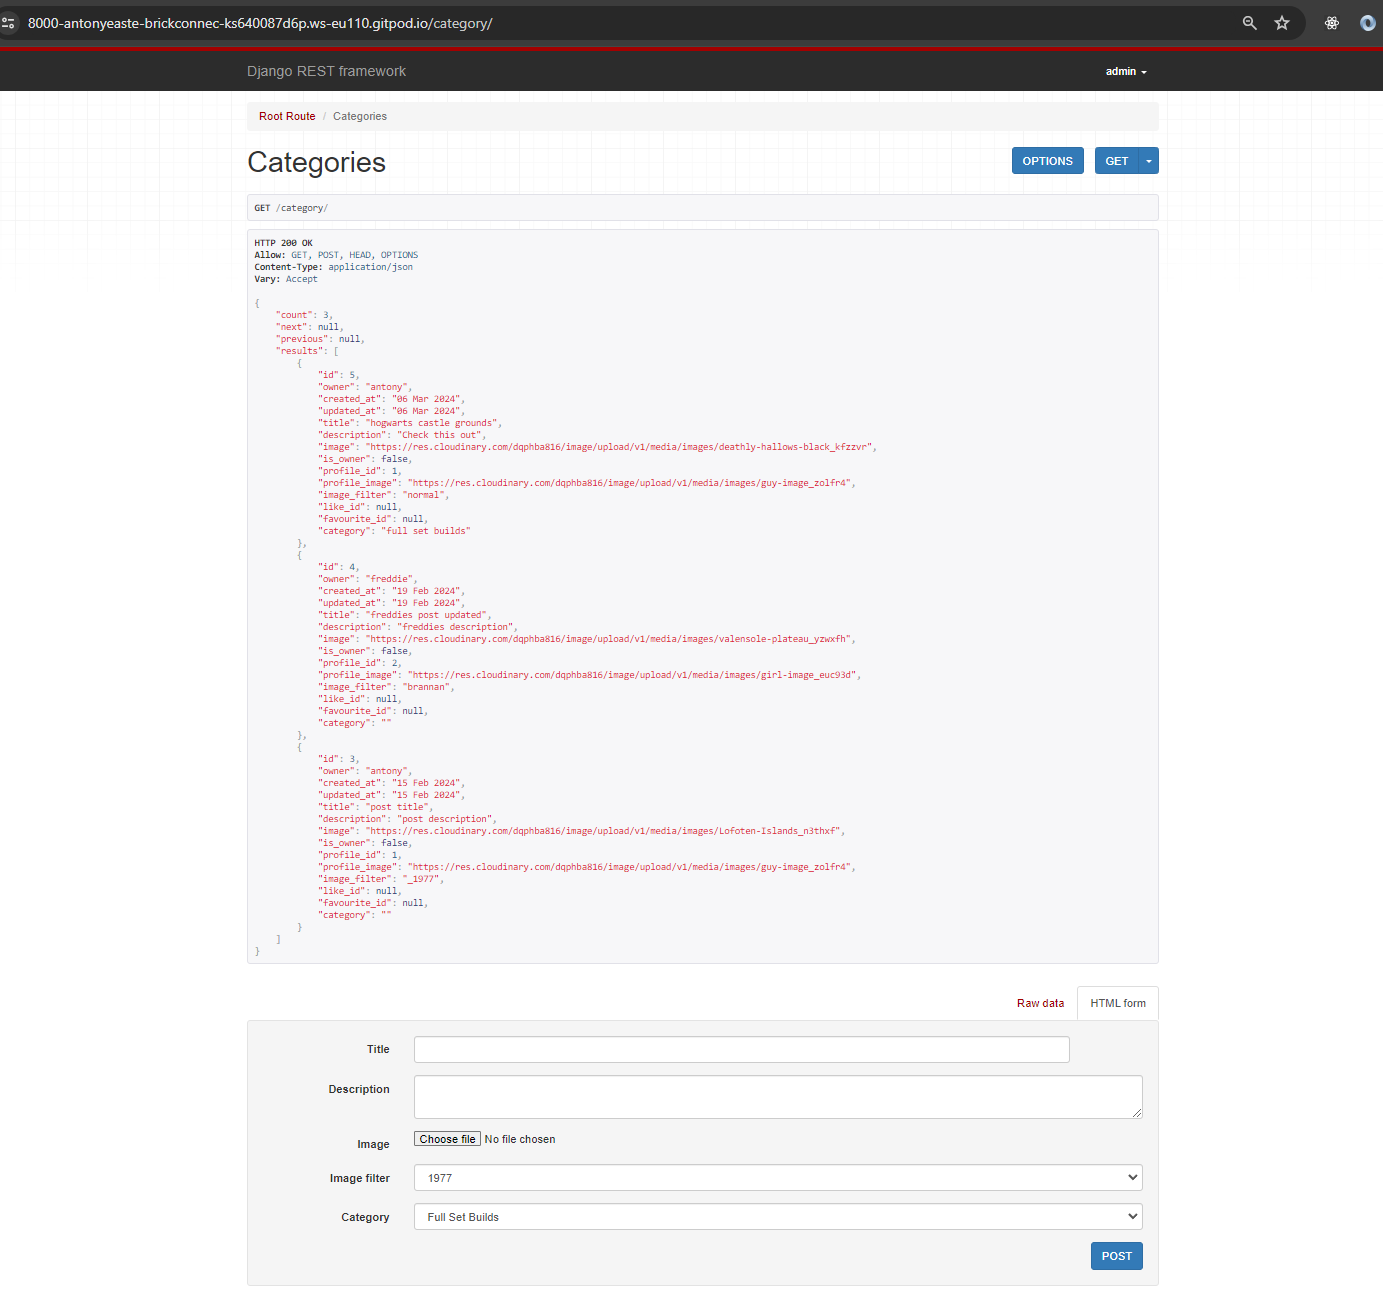 8000-antonyeaste-brickconnec-ks640087d6p.ws-eu110.gitpod.io/category/
Django REST framework
admin
Root Route / Categories
Categories
OPTIONS
GET
GET /category/
HTTP 200 OK
Allow: GET, POST, HEAD, OPTIONS
Content-Type: application/json
Vary: Accept
{
"count": 3,
"next": null,
"previous": null,
"results": [
{
"id": 5,
"owner": "antony",
"created_at": "06 Mar 2024",
"updated_at": "06 Mar 2024",
"title": "hogwarts castle grounds",
"description": "Check this out",
"image": "https://res.cloudinary.com/dqphba816/image/upload/v1/media/images/deathly-hallows-black_kfzzvr",
"is_owner": false,
"profile_id": 1,
"profile_image": "https://res.cloudinary.com/dqphba816/image/upload/v1/media/images/guy-image_zolfr4",
"image_filter": "normal",
"like_id": null,
"favourite_id": null,
"category": "full set builds"
},
{
"id": 4,
"owner": "freddie",
"created_at": "19 Feb 2024",
"updated_at": "19 Feb 2024",
"title": "freddies post updated",
"description": "freddies description",
"image": "https://res.cloudinary.com/dqphba816/image/upload/v1/media/images/valensole-plateau_yzwxfh",
"is_owner": false,
"profile_id": 2,
"profile_image": "https://res.cloudinary.com/dqphba816/image/upload/v1/media/images/girl-image_euc93d",
"image_filter": "brannan",
"like_id": null,
"favourite_id": null,
"category": ""
},
{
"id": 3,
"owner": "antony",
"created_at": "15 Feb 2024",
"updated_at": "15 Feb 2024",
"title": "post title",
"description": "post description",
"image": "https://res.cloudinary.com/dqphba816/image/upload/v1/media/images/Lofoten-Islands_n3thxf",
"is_owner": false,
"profile_id": 1,
"profile_image": "https://res.cloudinary.com/dqphba816/image/upload/v1/media/images/guy-image_zolfr4",
"image_filter": "_1977",
"like_id": null,
"favourite_id": null,
"category": ""
}
]
}
Raw data
HTML form
Title
Description
Image Choose file No file chosen
Image filter 1977
Category Full Set Builds
POST